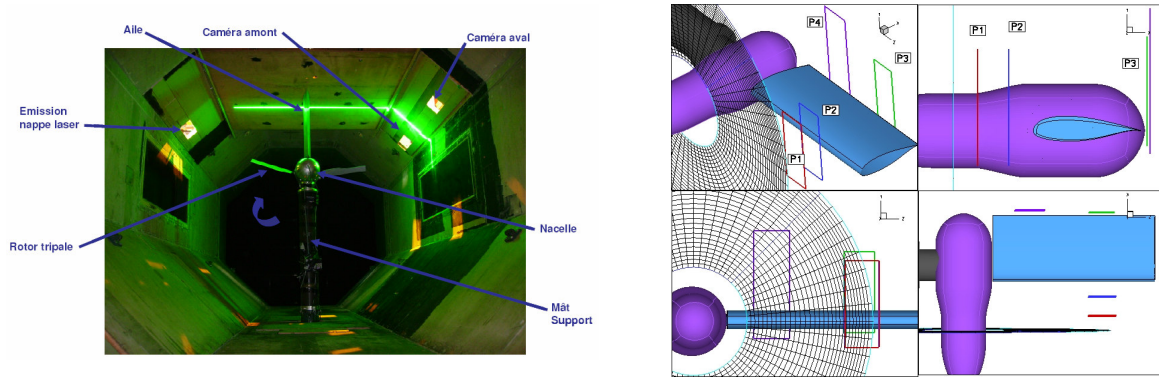 Aile
Caméra amont
Caméra aval
Emission
nappe laser
Rotor tripale
Nacelle
Mât
Support
P4
P3
P2
P1
P1
P2
P3